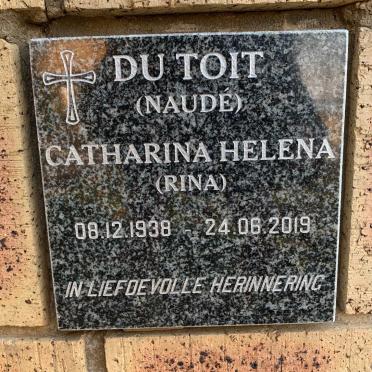 DU TOIT
(NAUDÉ)
CATHARINA HELENA
(RINA)
08.12.1938 - 24.06.2019
IN LIEFDEVOLLE HERINNERING